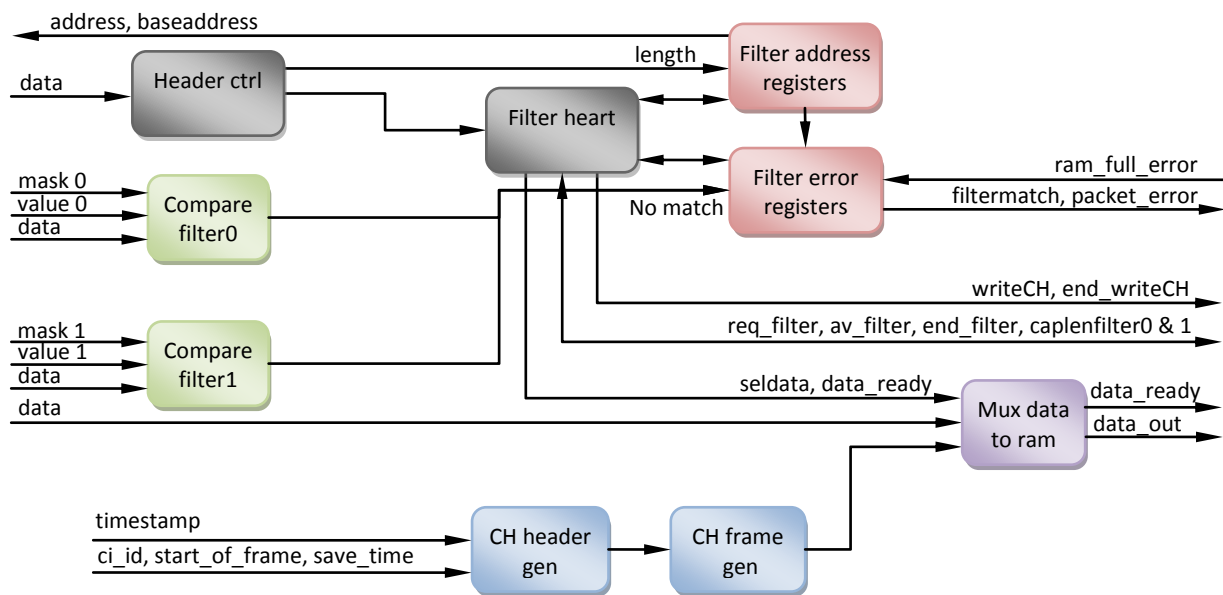 address, baseaddress
Filter address
registers
length
Header ctrl
data
Filter heart
ram_full_error
Filter error
registers
mask 0
value 0
data
Compare
filter0
No match
filtermatch, packet_error
writeCH, end_writeCH
req_filter, av_filter, end_filter, caplenfilter0 & 1
mask 1
value 1
data
Compare
filter1
seldata, data_ready
data
Mux data
to ram
data_ready
data_out
timestamp
ci_id, start_of_frame, save_time
CH header
gen
CH frame
gen